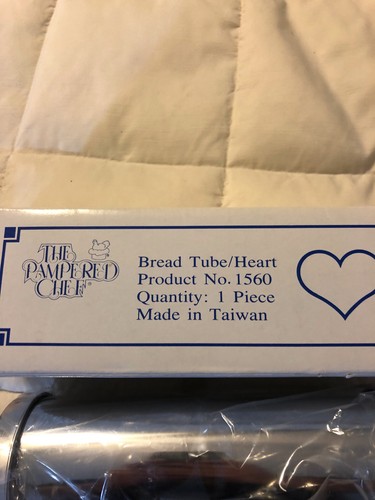 THE
PAMPERED
CHEF®
Bread Tube/Heart
Product No. 1560
Quantity: 1 Piece
Made in Taiwan